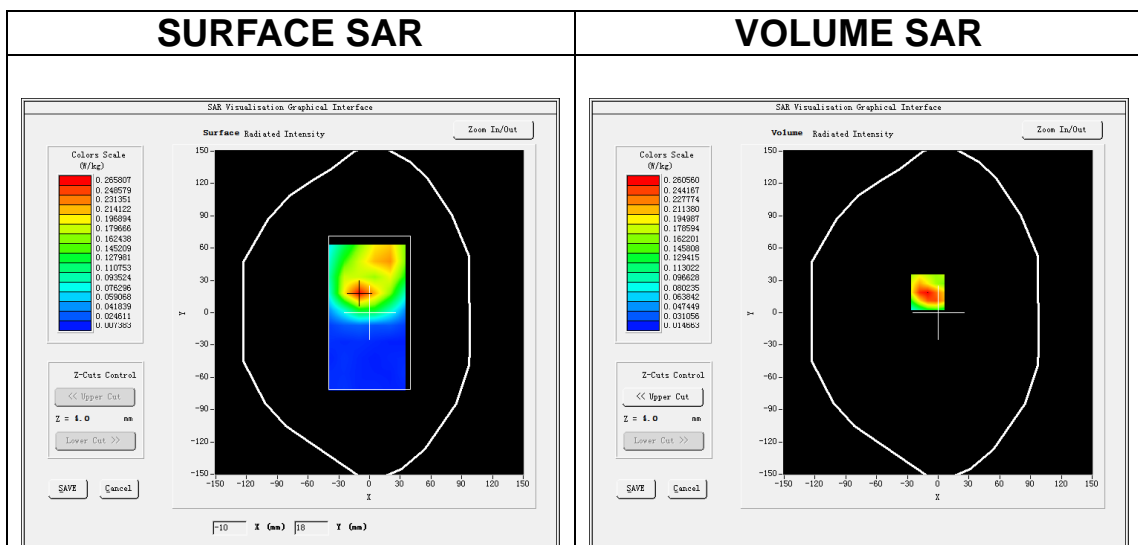 SURFACE SAR
VOLUME SAR
SAR Visualisation Graphical Interface
Surface Radiated Intensity
Zoom In/Out
Colors Scale
(W/kg)
0.265807
0.248579
0.231351
0.214122
0.196894
0.179666
0.162438
0.145209
0.127981
0.110753
0.093524
0.076296
0.059068
0.041839
0.024611
0.007383
150
120
90
60
30
0
-30
-60
-90
-120
-150
Y
-150 -120 -90 -60 -30 0 30 60 90 120 150
X
Z-Cuts Control
<< Upper Cut
Z = 4.0 mm
Lower Cut >>
SAVE Cancel
-10 X (mm) 18 Y (mm)
SAR Visualisation Graphical Interface
Volume Radiated Intensity
Zoom In/Out
Colors Scale
(W/kg)
0.260560
0.244167
0.227774
0.211380
0.194987
0.178594
0.162201
0.145808
0.129415
0.113022
0.096628
0.080235
0.063842
0.047449
0.031056
0.014663
150
120
90
60
30
0
-30
-60
-90
-120
-150
Y
-150 -120 -90 -60 -30 0 30 60 90 120 150
X
Z-Cuts Control
<< Upper Cut
Z = 4.0 mm
Lower Cut >>
SAVE Cancel